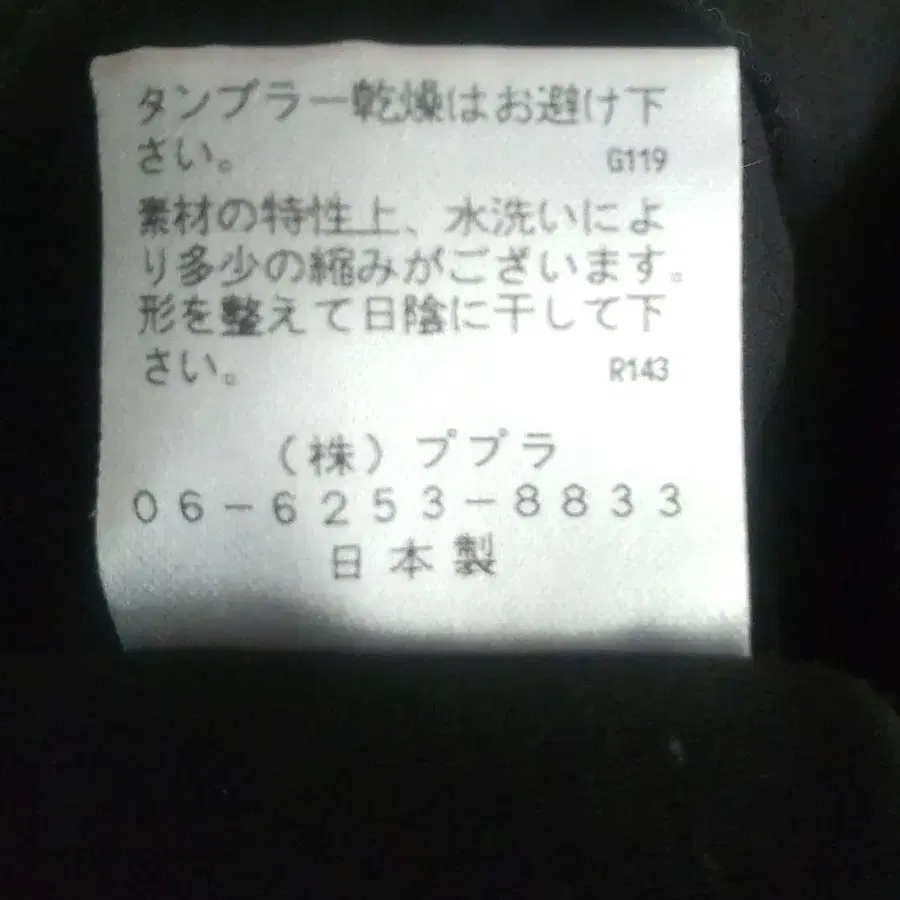 タンブラー乾燥はお避け下
さい。 G119
素材の特性上、水洗いによ
り多少の縮みがございます。
形を整えて日陰に干して下
さい。 R143
（株）ププラ
06-6253-8833
日本製